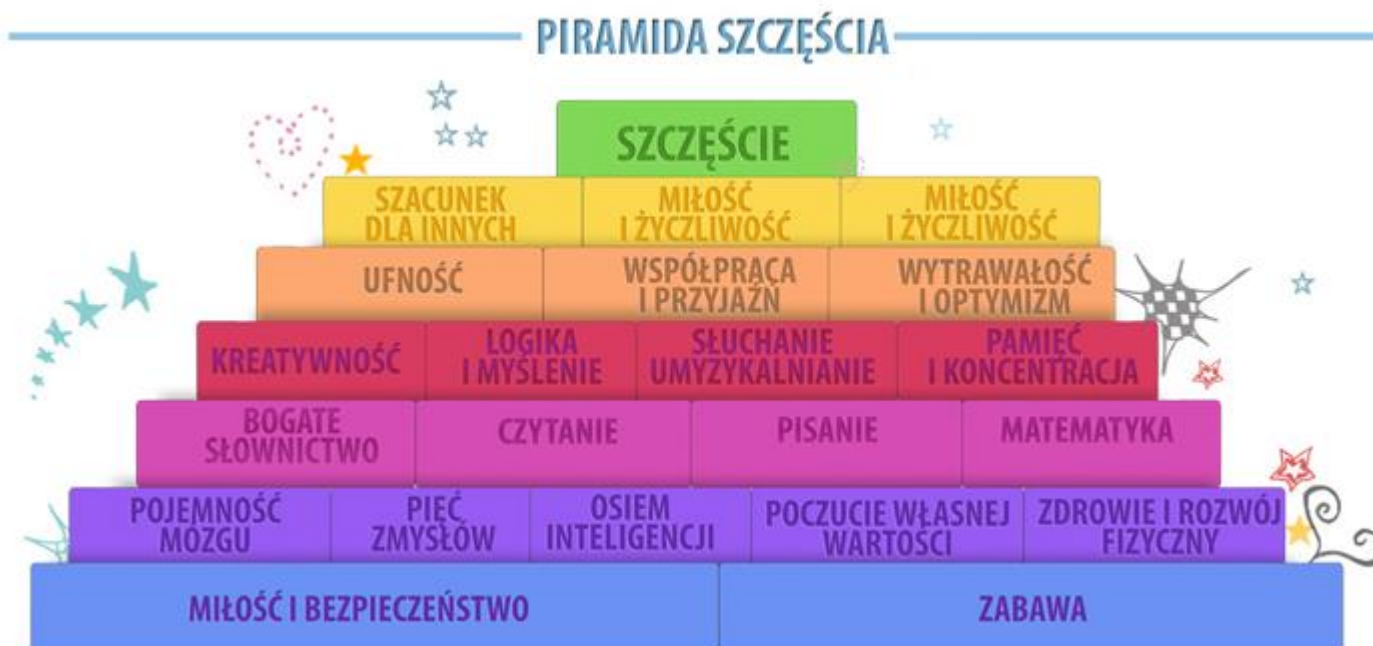 PIRAMIDA SZCZĘŚCIA
SZCZĘŚCIE
SZACUNEK
DLA INNYCH
MIŁOŚĆ
I ŻYCZLIWOŚĆ
MIŁOŚĆ
I ŻYCZLIWOŚĆ
UFNOŚĆ
WSPÓŁPRACA
I PRZYJAŹŃ
WYTRAWAŁOŚĆ
I OPTYMIZM
KREATYWNOŚĆ
LOGIKA
I MYŚLENIE
SŁUCHANIE
UMYZYKALNIANIE
PAMIĘĆ
I KONCENTRACJA
BOGATE
SŁOWNICTWO
CZYTANIE
PISANIE
MATEMATYKA
POJEMNOŚĆ
MÓZGU
PIĘĆ
ZMYSŁÓW
OSIEM
INTELIGENCJI
POCZUCIE WŁASNEJ
WARTOŚCI
ZDROWIE I ROZWÓJ
FIZYCZNY
MIŁOŚĆ I BEZPIECZEŃSTWO
ZABAWA